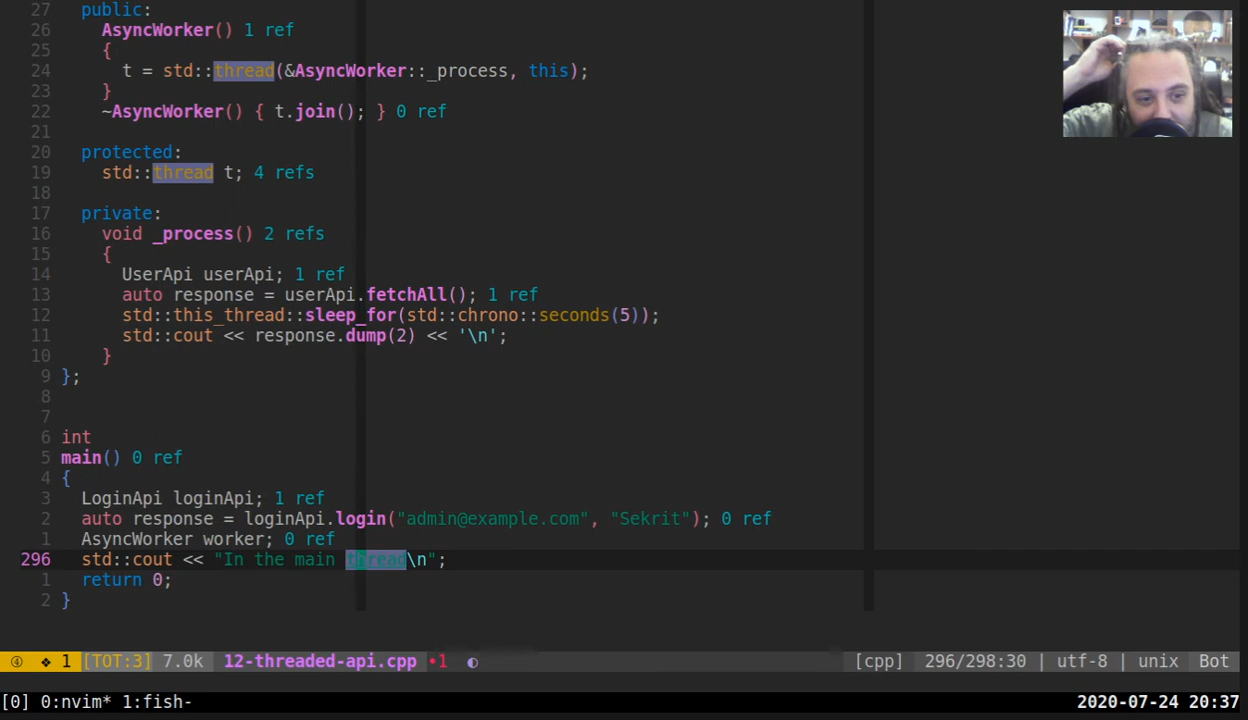 27 public:
26 AsyncWorker() 1 ref
25 {
24 t = std::thread(&AsyncWorker::_process, this);
23 }
22 ~AsyncWorker() { t.join(); } 0 ref
21
20 protected:
19 std::thread t; 4 refs
18
17 private:
16 void _process() 2 refs
15 {
14 UserApi userApi; 1 ref
13 auto response = userApi.fetchAll(); 1 ref
12 std::this_thread::sleep_for(std::chrono::seconds(5));
11 std::cout << response.dump(2) << '\n';
10 }
9 };
8
7
6 int
5 main() 0 ref
4 {
3 LoginApi loginApi; 1 ref
2 auto response = loginApi.login("admin@example.com", "Sekrit"); 0 ref
1 AsyncWorker worker; 0 ref
296 std::cout << "In the main thread\n";
1 return 0;
2 }
④ ❖ 1 [TOT:3] 7.0k 12-threaded-api.cpp •1 ◐ [cpp] 296/298:30 | utf-8 | unix Bot
[0] 0:nvim* 1:fish- 2020-07-24 20:37